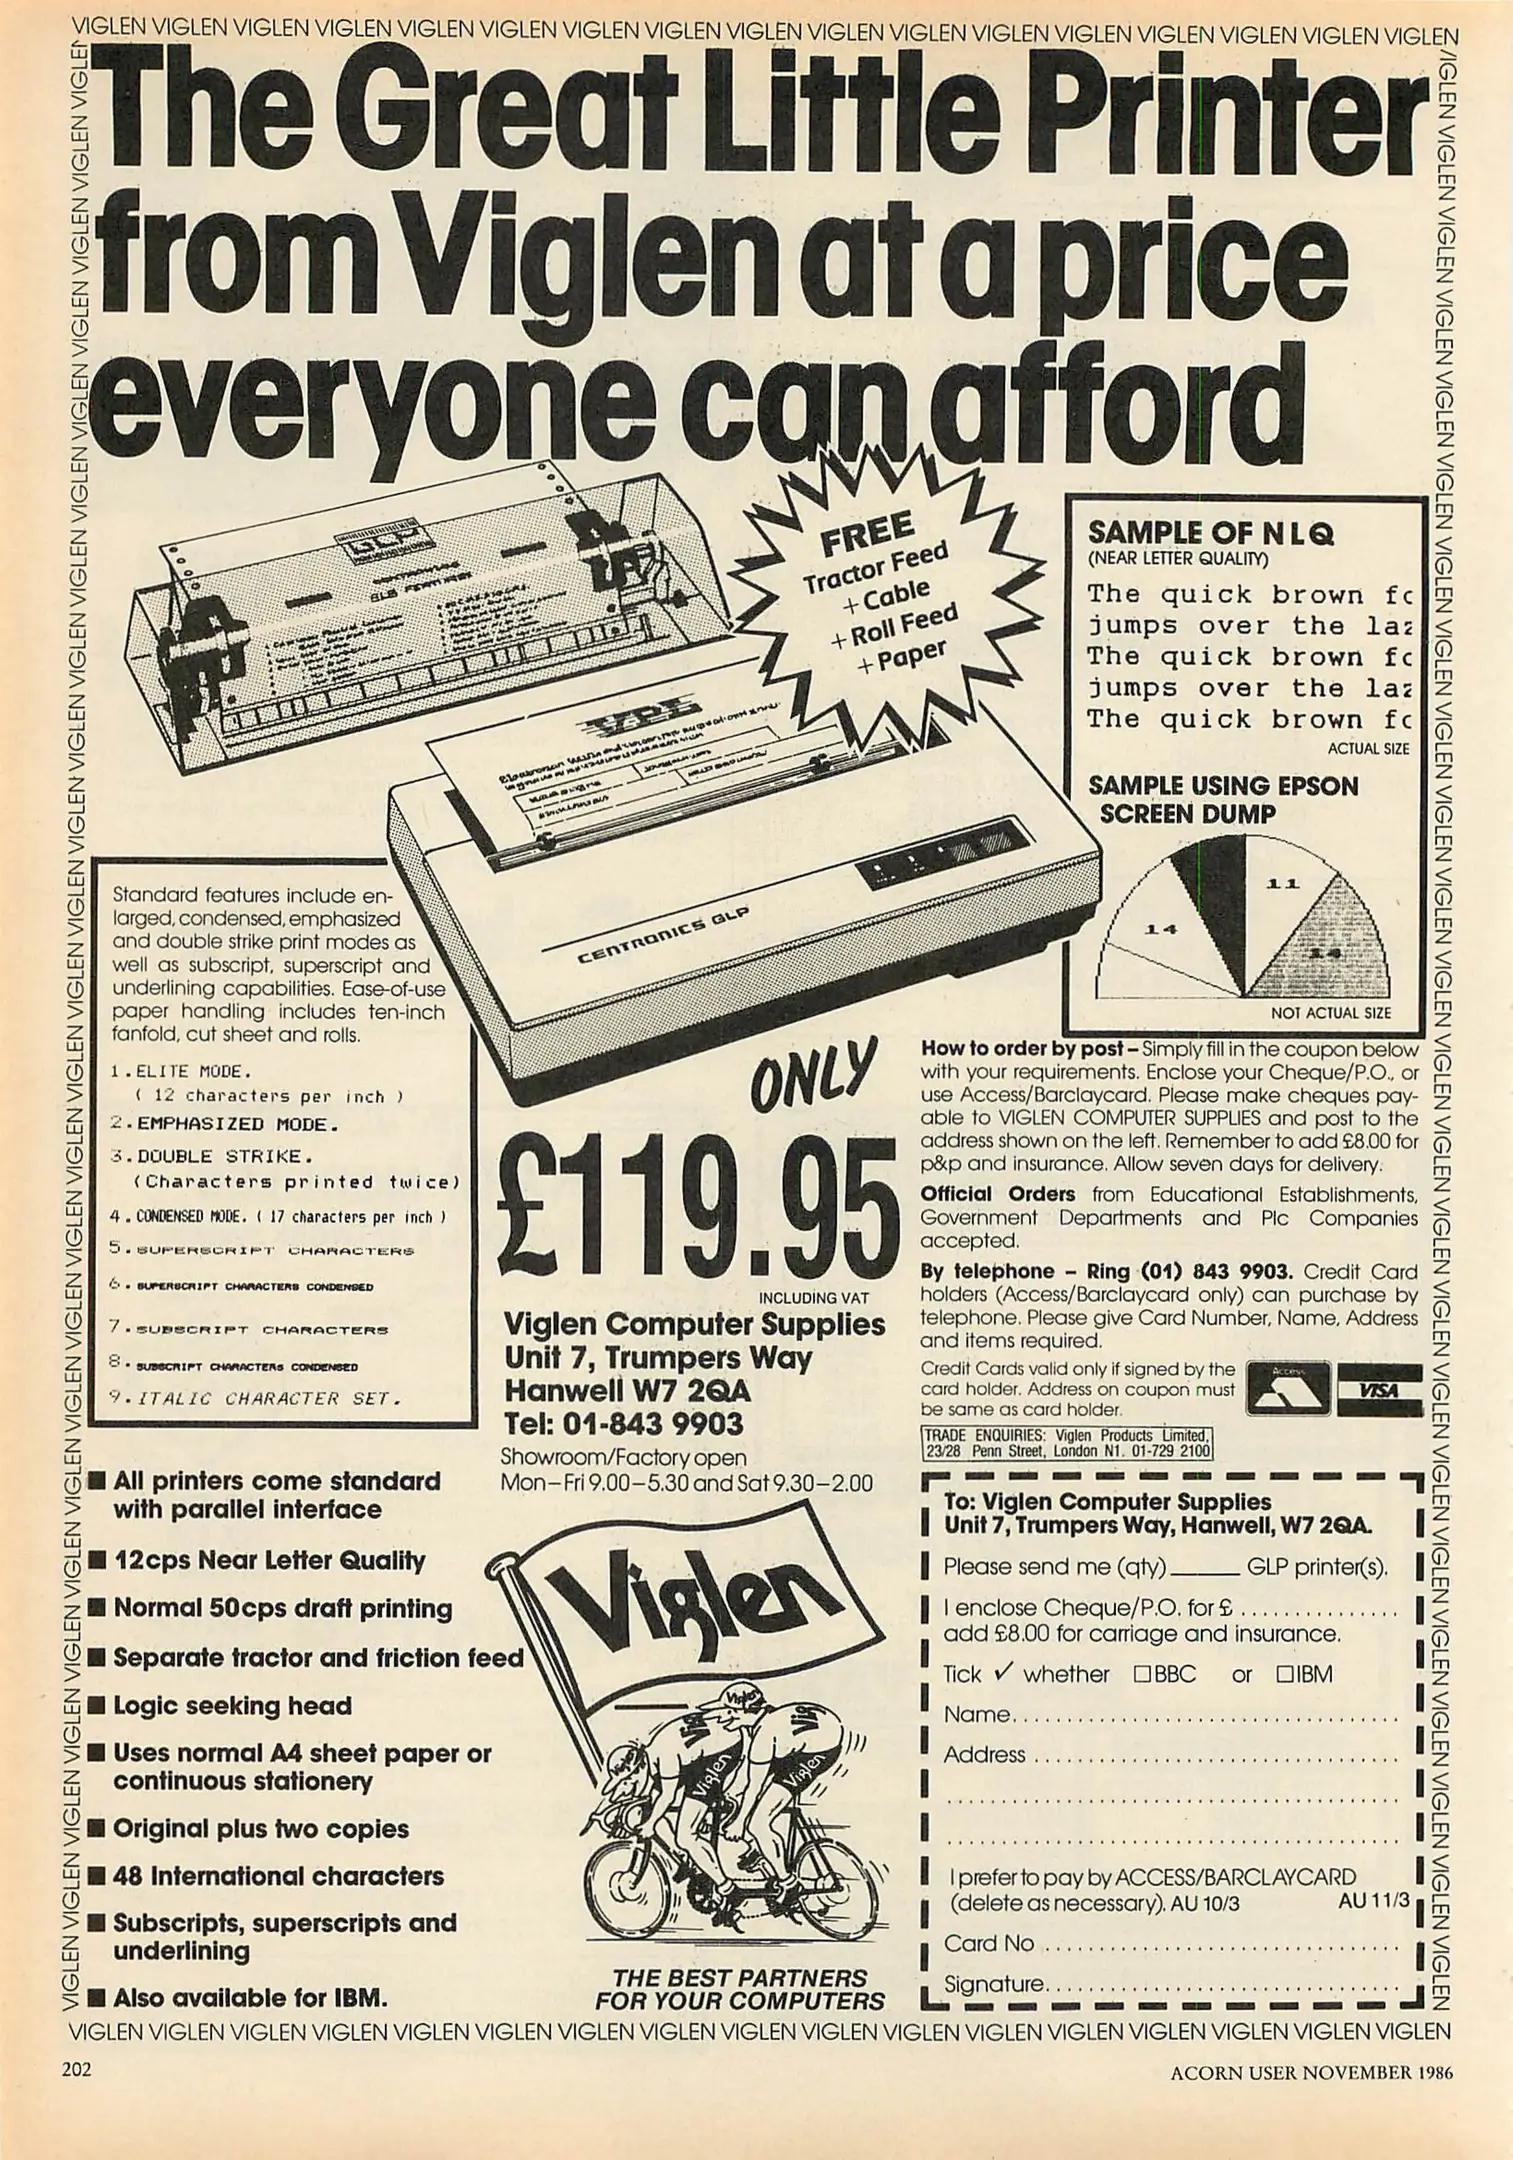 VIGLEN VIGLEN VIGLEN VIGLEN VIGLEN VIGLEN VIGLEN VIGLEN VIGLEN VIGLEN VIGLEN VIGLEN VIGLEN VIGLEN VIGLEN VIGLEN VIGLEN
The Great Little Printer
from Viglen at a price
everyone can afford
GLP
FREE
Tractor Feed
+ Cable
+ Roll Feed
+ Paper
CENTRONICS GLP
SAMPLE OF NLQ
(NEAR LETTER QUALITY)
The quick brown fo
jumps over the laz
The quick brown fo
jumps over the laz
The quick brown fo
ACTUAL SIZE
SAMPLE USING EPSON
SCREEN DUMP
11
14
14
NOT ACTUAL SIZE
Standard features include en-
larged, condensed, emphasized
and double strike print modes as
well as subscript, superscript and
underlining capabilities. Ease-of-use
paper handling includes ten-inch
fanfold, cut sheet and rolls.
1. ELITE MODE.
( 12 characters per inch )
2. EMPHASIZED MODE.
3. DOUBLE STRIKE.
(Characters printed twice)
4. CONDENSED MODE. ( 17 characters per inch )
5. SUPERSCRIPT CHARACTERS
6. SUPERSCRIPT CHARACTERS CONDENSED
7. SUBSCRIPT CHARACTERS
8. SUBSCRIPT CHARACTERS CONDENSED
9. ITALIC CHARACTER SET.
■ All printers come standard
with parallel interface
■ 12cps Near Letter Quality
■ Normal 50cps draft printing
■ Separate tractor and friction feed
■ Logic seeking head
■ Uses normal A4 sheet paper or
continuous stationery
■ Original plus two copies
■ 48 International characters
■ Subscripts, superscripts and
underlining
■ Also available for IBM.
ONLY
£119.95
INCLUDING VAT
Viglen Computer Supplies
Unit 7, Trumpers Way
Hanwell W7 2QA
Tel: 01-843 9903
Showroom/Factory open
Mon–Fri 9.00–5.30 and Sat 9.30–2.00
Viglen
Viglen
Vig
Vig
Viglen
Viglen
Viglen
THE BEST PARTNERS
FOR YOUR COMPUTERS
How to order by post – Simply fill in the coupon below
with your requirements. Enclose your Cheque/P.O., or
use Access/Barclaycard. Please make cheques pay-
able to VIGLEN COMPUTER SUPPLIES and post to the
address shown on the left. Remember to add £8.00 for
p&p and insurance. Allow seven days for delivery.
Official Orders from Educational Establishments,
Government Departments and Plc Companies
accepted.
By telephone – Ring (01) 843 9903. Credit Card
holders (Access/Barclaycard only) can purchase by
telephone. Please give Card Number, Name, Address
and items required.
Credit Cards valid only if signed by the
card holder. Address on coupon must
be same as card holder.
Access
VISA
TRADE ENQUIRIES: Viglen Products Limited,
23/28 Penn Street, London N1. 01-729 2100
To: Viglen Computer Supplies
Unit 7, Trumpers Way, Hanwell, W7 2QA.
Please send me (qty)______ GLP printer(s).
I enclose Cheque/P.O. for £ ...............
add £8.00 for carriage and insurance.
Tick ✓ whether □BBC or □IBM
Name....................................
Address ..................................
..........................................
..........................................
I prefer to pay by ACCESS/BARCLAYCARD
(delete as necessary). AU 10/3 AU 11/3
Card No .................................
Signature.................................
VIGLEN VIGLEN VIGLEN VIGLEN VIGLEN VIGLEN VIGLEN VIGLEN VIGLEN VIGLEN VIGLEN VIGLEN VIGLEN VIGLEN VIGLEN VIGLEN VIGLEN
202
ACORN USER NOVEMBER 1986